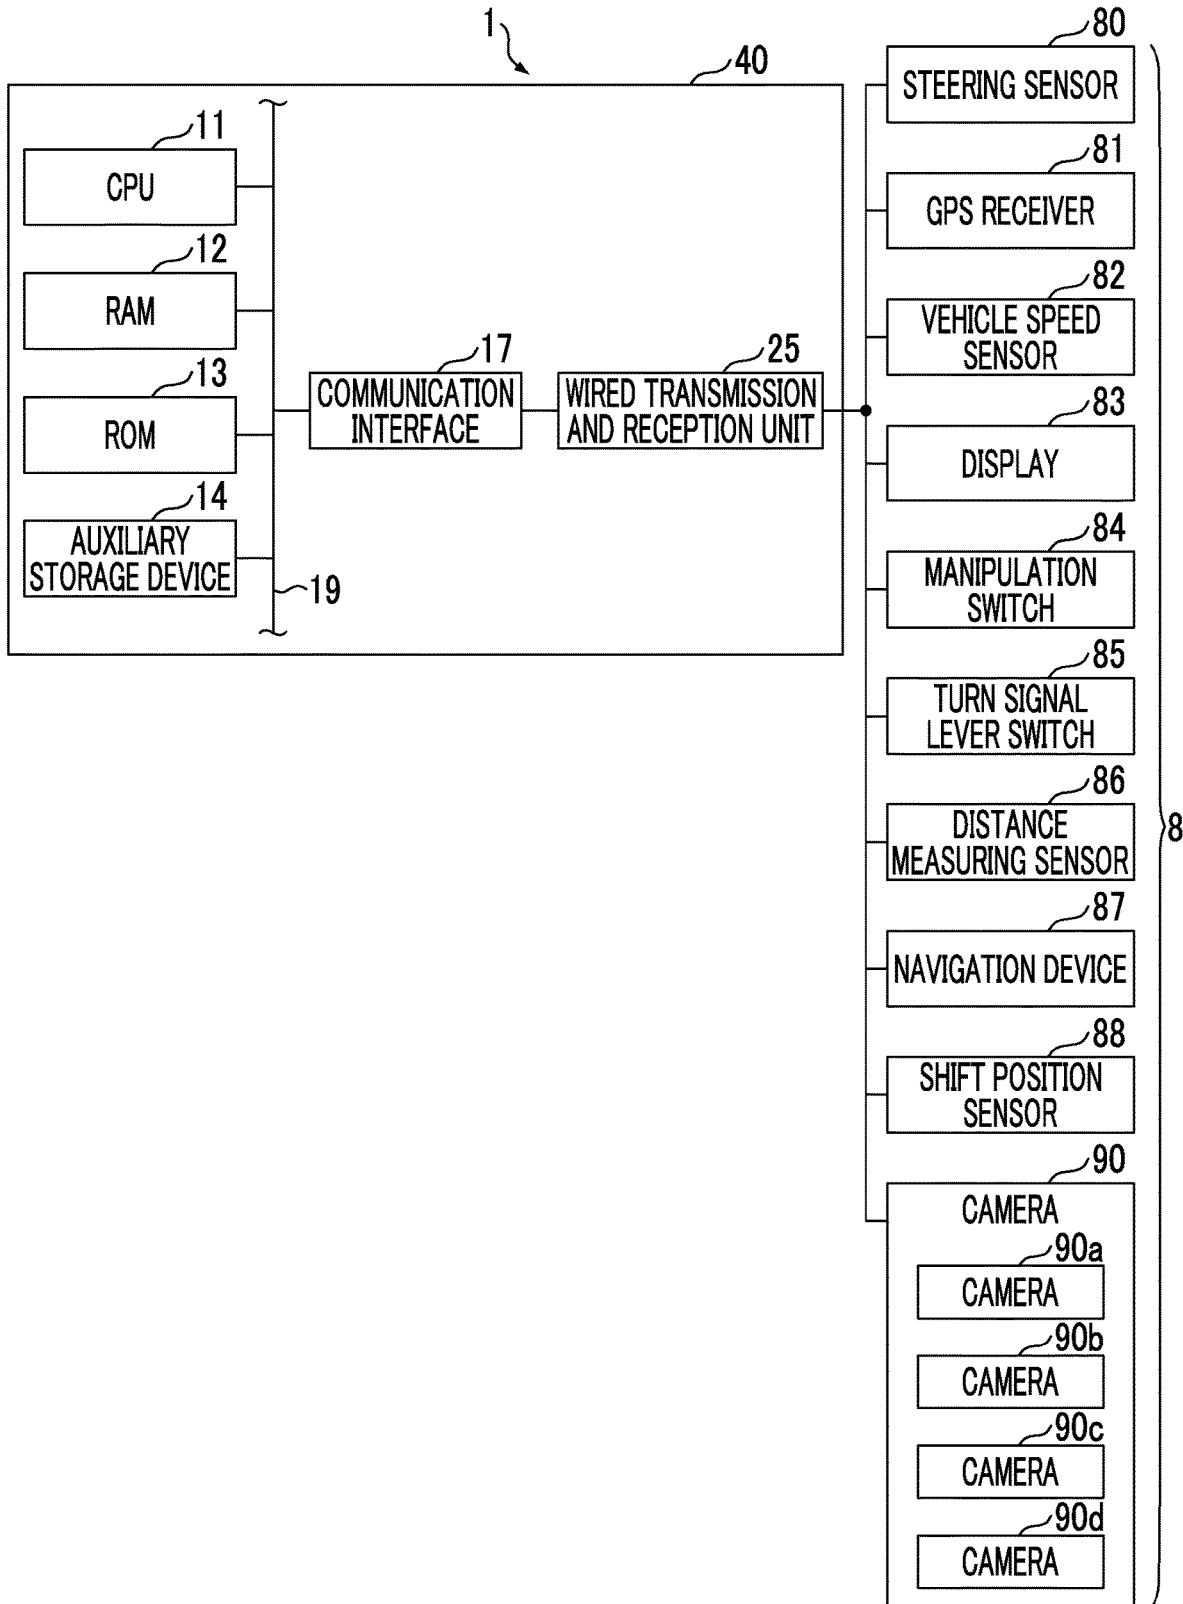 1
40
11
CPU
12
RAM
13
ROM
14
AUXILIARY
STORAGE DEVICE
19
17
COMMUNICATION
INTERFACE
25
WIRED TRANSMISSION
AND RECEPTION UNIT
80
STEERING SENSOR
81
GPS RECEIVER
82
VEHICLE SPEED
SENSOR
83
DISPLAY
84
MANIPULATION
SWITCH
85
TURN SIGNAL
LEVER SWITCH
86
DISTANCE
MEASURING SENSOR
8
87
NAVIGATION DEVICE
88
SHIFT POSITION
SENSOR
90
CAMERA
90a
CAMERA
90b
CAMERA
90c
CAMERA
90d
CAMERA